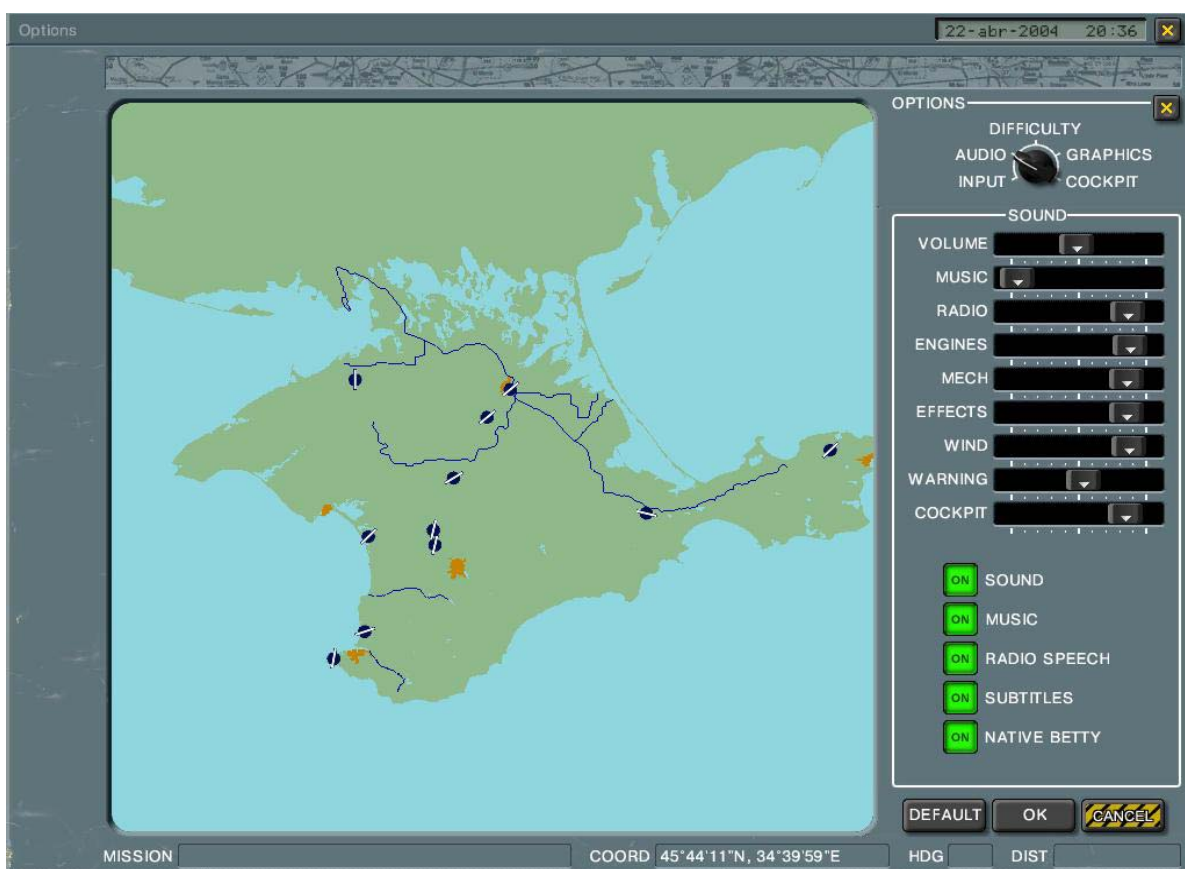 Options
22-abr-2004 20:36
OPTIONS
DIFFICULTY
AUDIO GRAPHICS
INPUT COCKPIT
SOUND
VOLUME
MUSIC
RADIO
ENGINES
MECH
EFFECTS
WIND
WARNING
COCKPIT
ON SOUND
ON MUSIC
ON RADIO SPEECH
ON SUBTITLES
ON NATIVE BETTY
DEFAULT OK CANCEL
MISSION COORD 45°44'11"N, 34°39'59"E HDG DIST